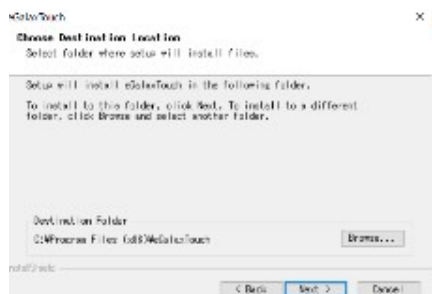 eGalaxTouch
Choose Destination Location
Select folder where setup will install files.
Setup will install eGalaxTouch in the following folder.
To install to this folder, click Next. To install to a different
folder, click Browse and select another folder.
Destination Folder
C:¥Program Files (x86)¥eGalaxTouch
Browse...
InstallShield
< Back
Next >
Cancel